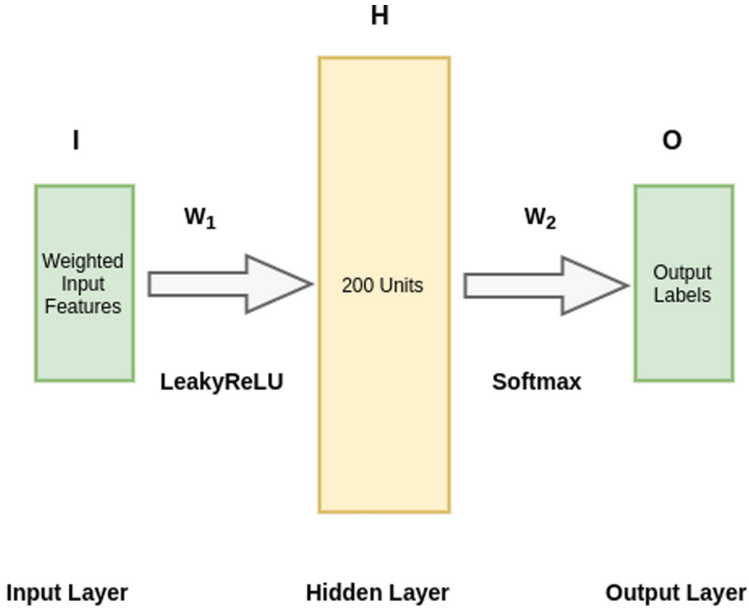 H
I
O
W1
W2
Weighted
Input
Features
200 Units
Output
Labels
LeakyReLU
Softmax
Input Layer
Hidden Layer
Output Layer